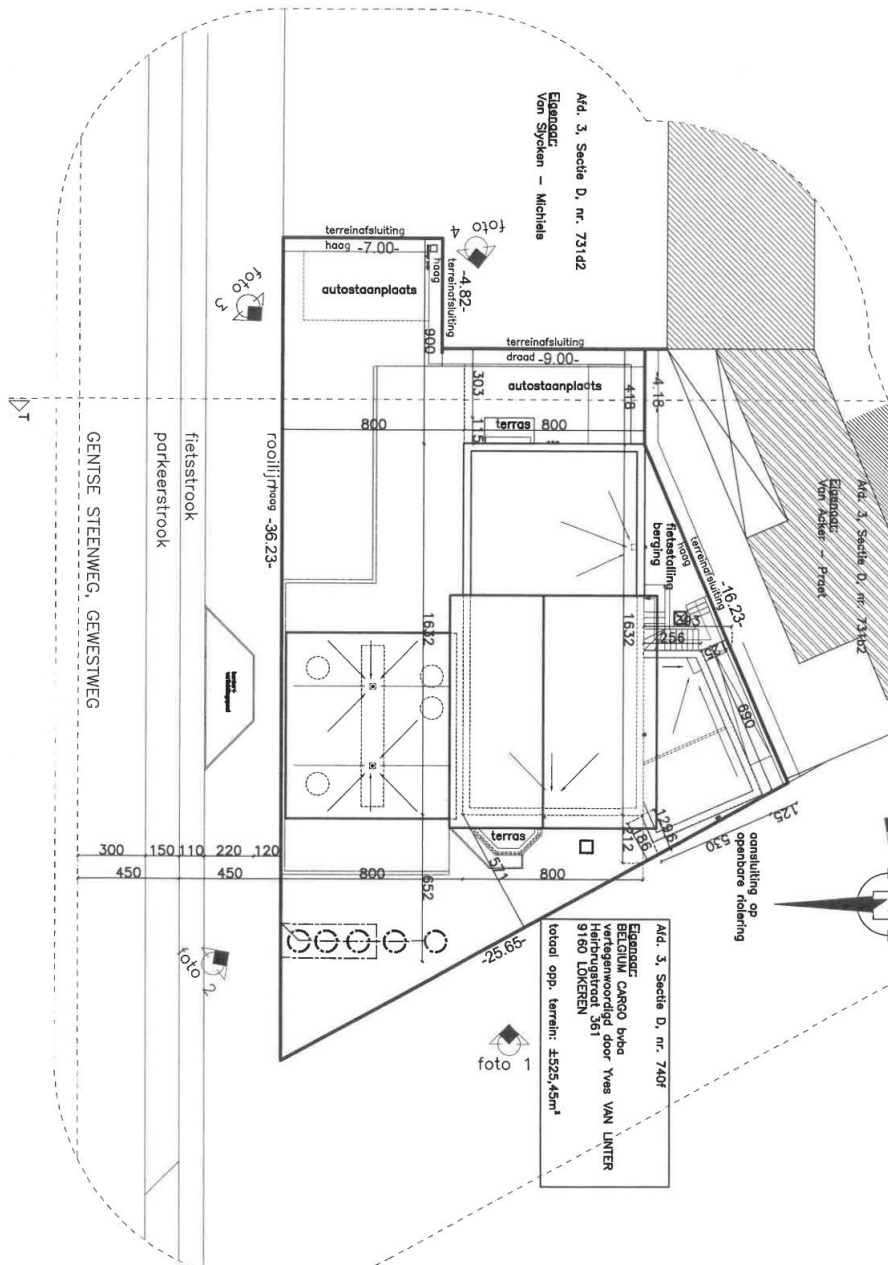 Afd. 3, Sectie D, nr. 731d2
Eigenaar:
Van Slycken – Michiels
Afd. 3, Sectie D, nr. 731b2
Eigenaar:
Van Acker – Praet
terreinafsluiting
haag -7.00-
autostaanplaats
foto 4
foto 3
haag
-4.82-
terreinafsluiting
900
terreinafsluiting
draad -9.00-
autostaanplaats
303
418
-4.18-
terras
800
800
115
T
GENTSE STEENWEG, GEWESTWEG
parkeerstrook
fietsstrook
rooilijn
haag -36.23-
fietsstalling
berging
haag
terreinafsluiting
-16.23-
256
690
1632
1632
terras
571
1296
186
212
530
125
aansluiting op
openbare riolering
300
150
110
220
120
450
450
800
652
800
-25.65-
foto 2
foto 1
Afd. 3, Sectie D, nr. 740f
Eigenaar:
BELGIUM CARGO bvba
vertegenwoordigd door Yves VAN LINTER
Heirbrugstraat 361
9160 LOKEREN
totaal opp. terrein: ±525,45m²